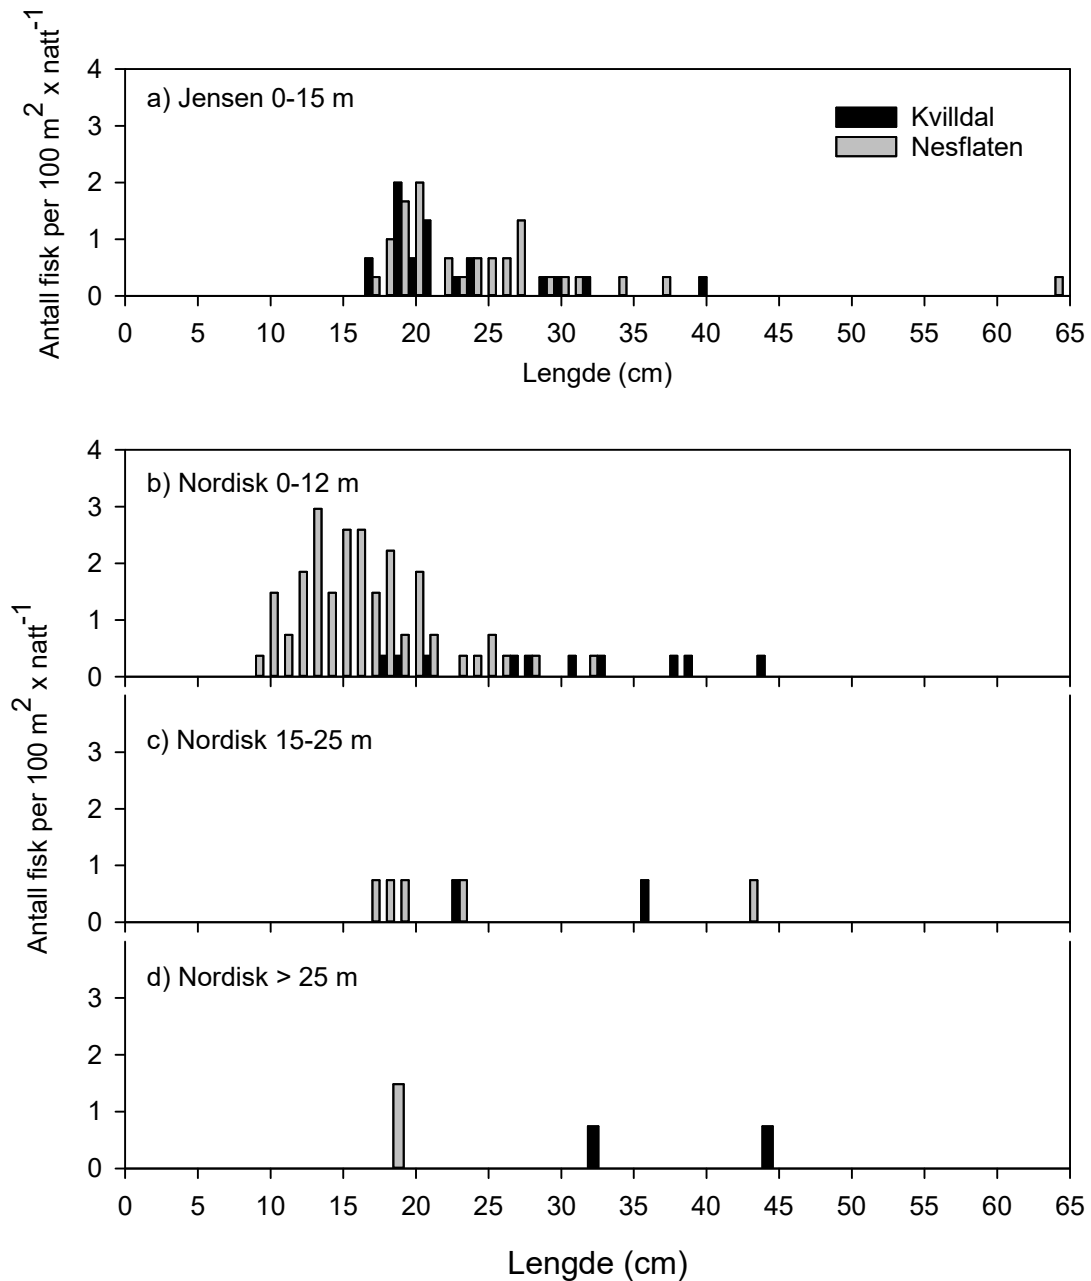 Antall fisk per 100 m² x natt⁻¹
4
3
2
1
0
a) Jensen 0-15 m
Kvilldal
Nesflaten
0 5 10 15 20 25 30 35 40 45 50 55 60 65
Lengde (cm)
Antall fisk per 100 m² x natt⁻¹
4
3
2
1
0
b) Nordisk 0-12 m
3
2
1
0
c) Nordisk 15-25 m
3
2
1
0
d) Nordisk > 25 m
0 5 10 15 20 25 30 35 40 45 50 55 60 65
Lengde (cm)